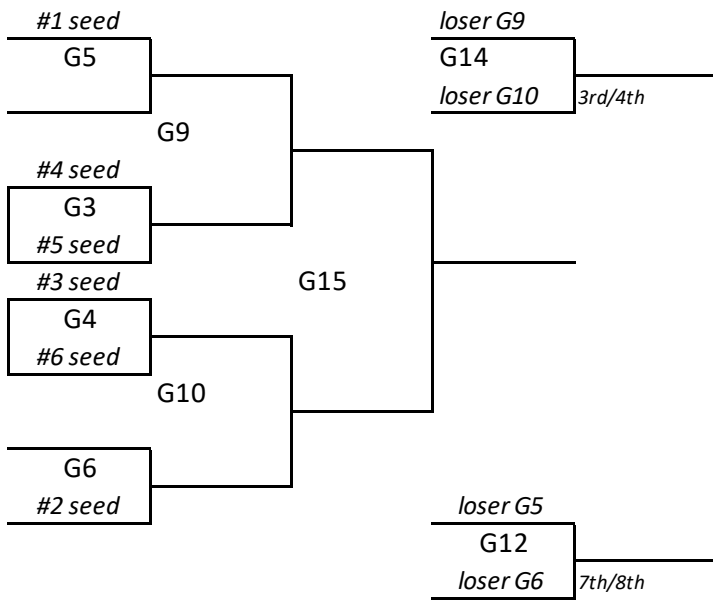 #1 seed
G5
G9
#4 seed
G3
#5 seed
#3 seed
G4
#6 seed
G10
G6
#2 seed
G15
loser G9
G14
loser G10
3rd/4th
loser G5
G12
loser G6
7th/8th